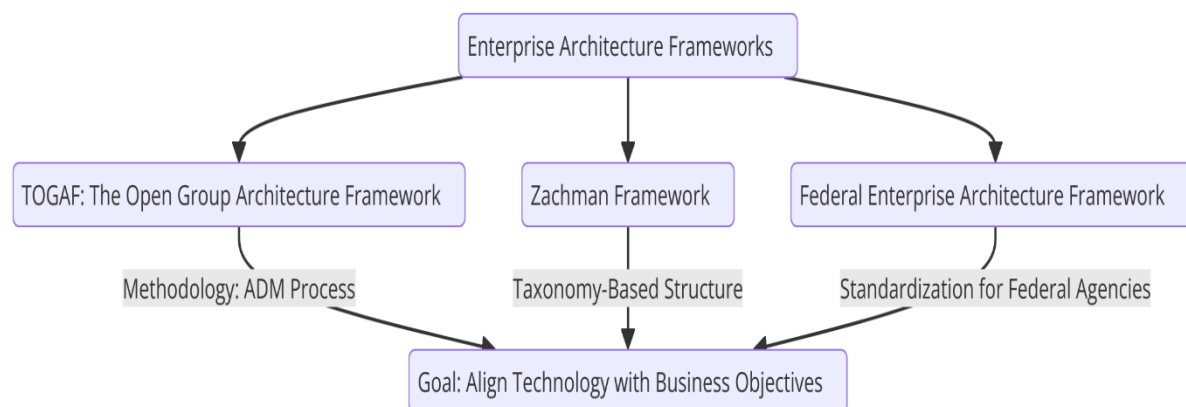 Enterprise Architecture Frameworks
TOGAF: The Open Group Architecture Framework
Zachman Framework
Federal Enterprise Architecture Framework
Methodology: ADM Process
Taxonomy-Based Structure
Standardization for Federal Agencies
Goal: Align Technology with Business Objectives